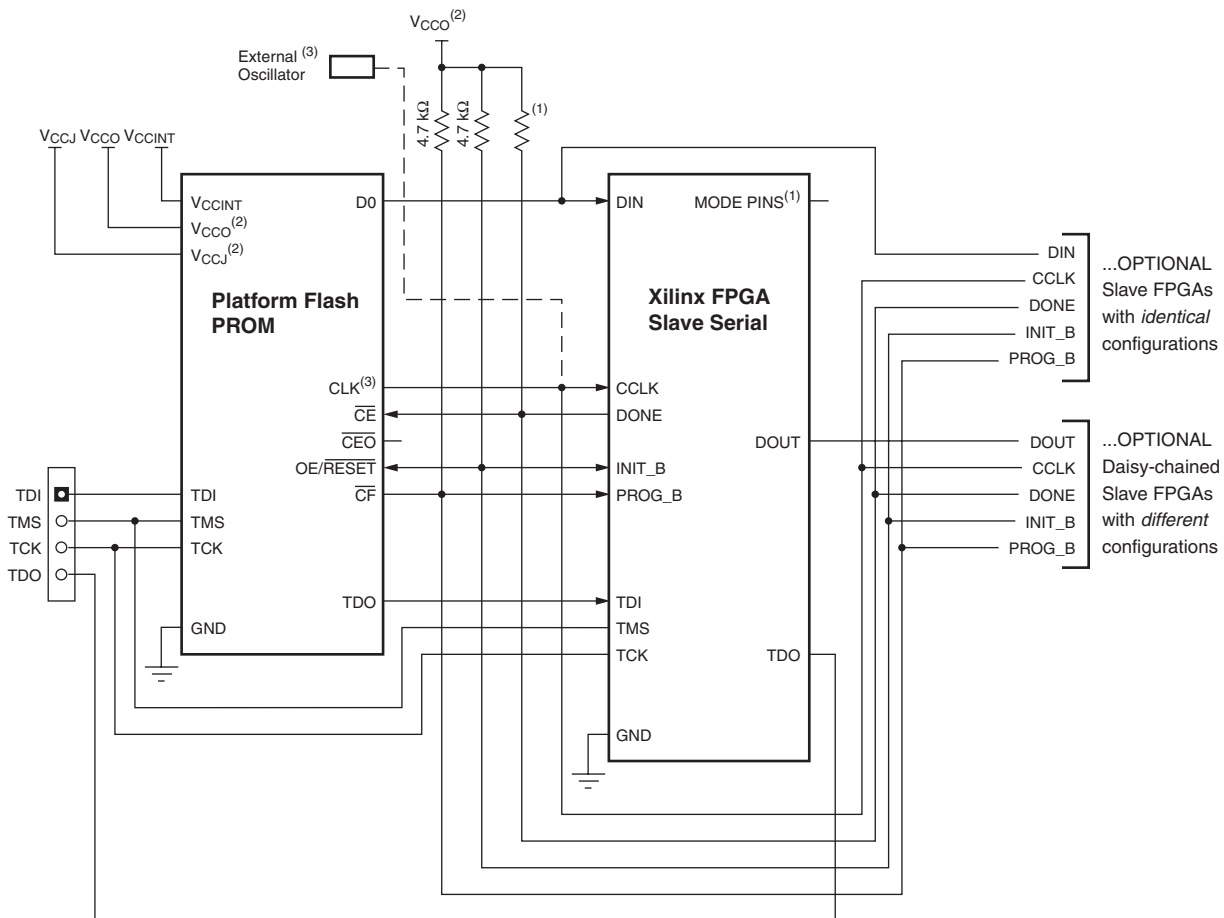 VCCO(2)
External (3)
Oscillator
4.7 kΩ
4.7 kΩ
(1)
VCCJ VCCO VCCINT
VCCINT
VCCO(2)
VCCJ(2)
D0
Platform Flash
PROM
CLK(3)
CE
CEO
OE/RESET
CF
TDI
TMS
TCK
TDO
GND
TDI
TMS
TCK
TDO
DIN
MODE PINS(1)
Xilinx FPGA
Slave Serial
CCLK
DONE
DOUT
INIT_B
PROG_B
TDI
TMS
TCK
TDO
GND
DIN
CCLK
DONE
INIT_B
PROG_B
...OPTIONAL
Slave FPGAs
with identical
configurations
DOUT
CCLK
DONE
INIT_B
PROG_B
...OPTIONAL
Daisy-chained
Slave FPGAs
with different
configurations